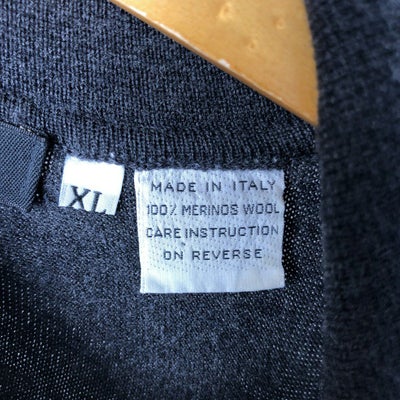 XL
MADE IN ITALY
100% MERINOS WOOL
CARE INSTRUCTION
ON REVERSE